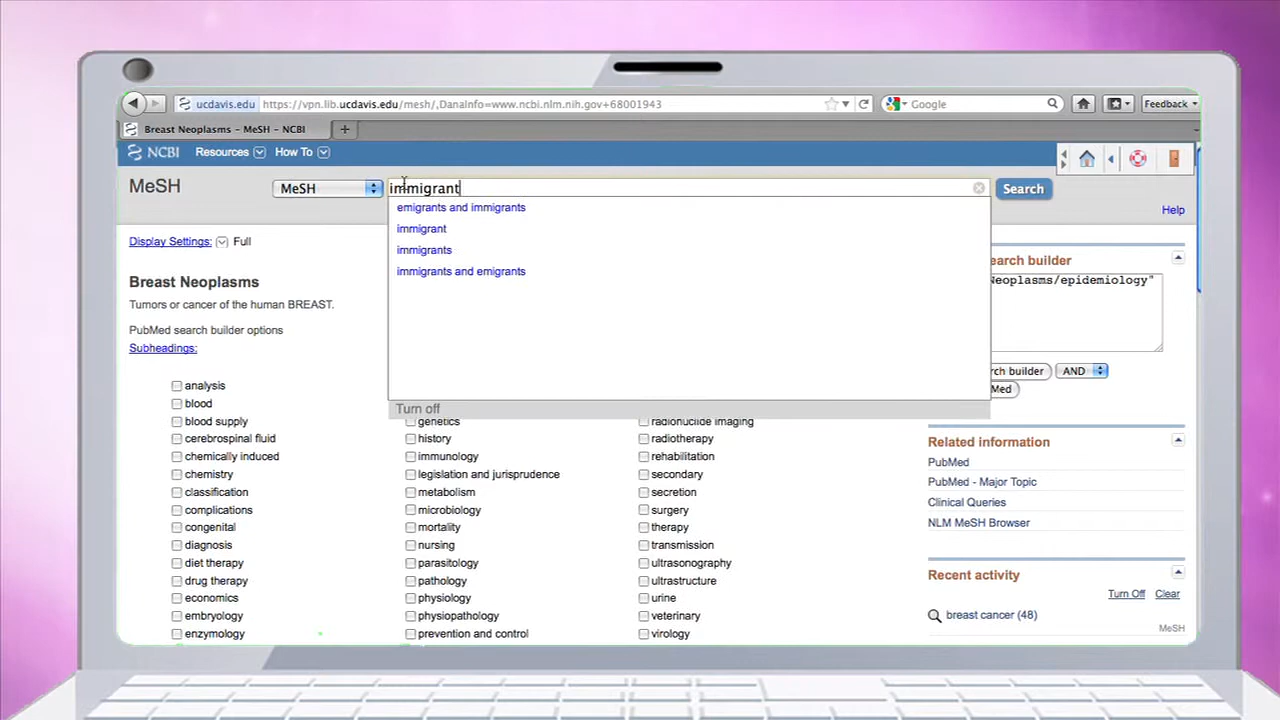 ucdavis.edu https://vpn.lib.ucdavis.edu/mesh/,DanaInfo=www.ncbi.nlm.nih.gov+68001943 Google Feedback
Breast Neoplasms - MeSH - NCBI
NCBI Resources How To
MeSH MeSH immigrant Search
Help
emigrants and immigrants
immigrant
immigrants
immigrants and emigrants
Turn off
Display Settings: Full
Breast Neoplasms
Tumors or cancer of the human BREAST.
PubMed search builder options
Subheadings:
analysis
blood
blood supply
cerebrospinal fluid
chemically induced
chemistry
classification
complications
congenital
diagnosis
diet therapy
drug therapy
economics
embryology
enzymology
genetics
history
immunology
legislation and jurisprudence
metabolism
microbiology
mortality
nursing
parasitology
pathology
physiology
physiopathology
prevention and control
radionuclide imaging
radiotherapy
rehabilitation
secondary
secretion
surgery
therapy
transmission
ultrasonography
ultrastructure
urine
veterinary
virology
earch builder
Neoplasms/epidemiology"
rch builder AND
Med
Related information
PubMed
PubMed - Major Topic
Clinical Queries
NLM MeSH Browser
Recent activity
Turn Off Clear
breast cancer (48)
MeSH